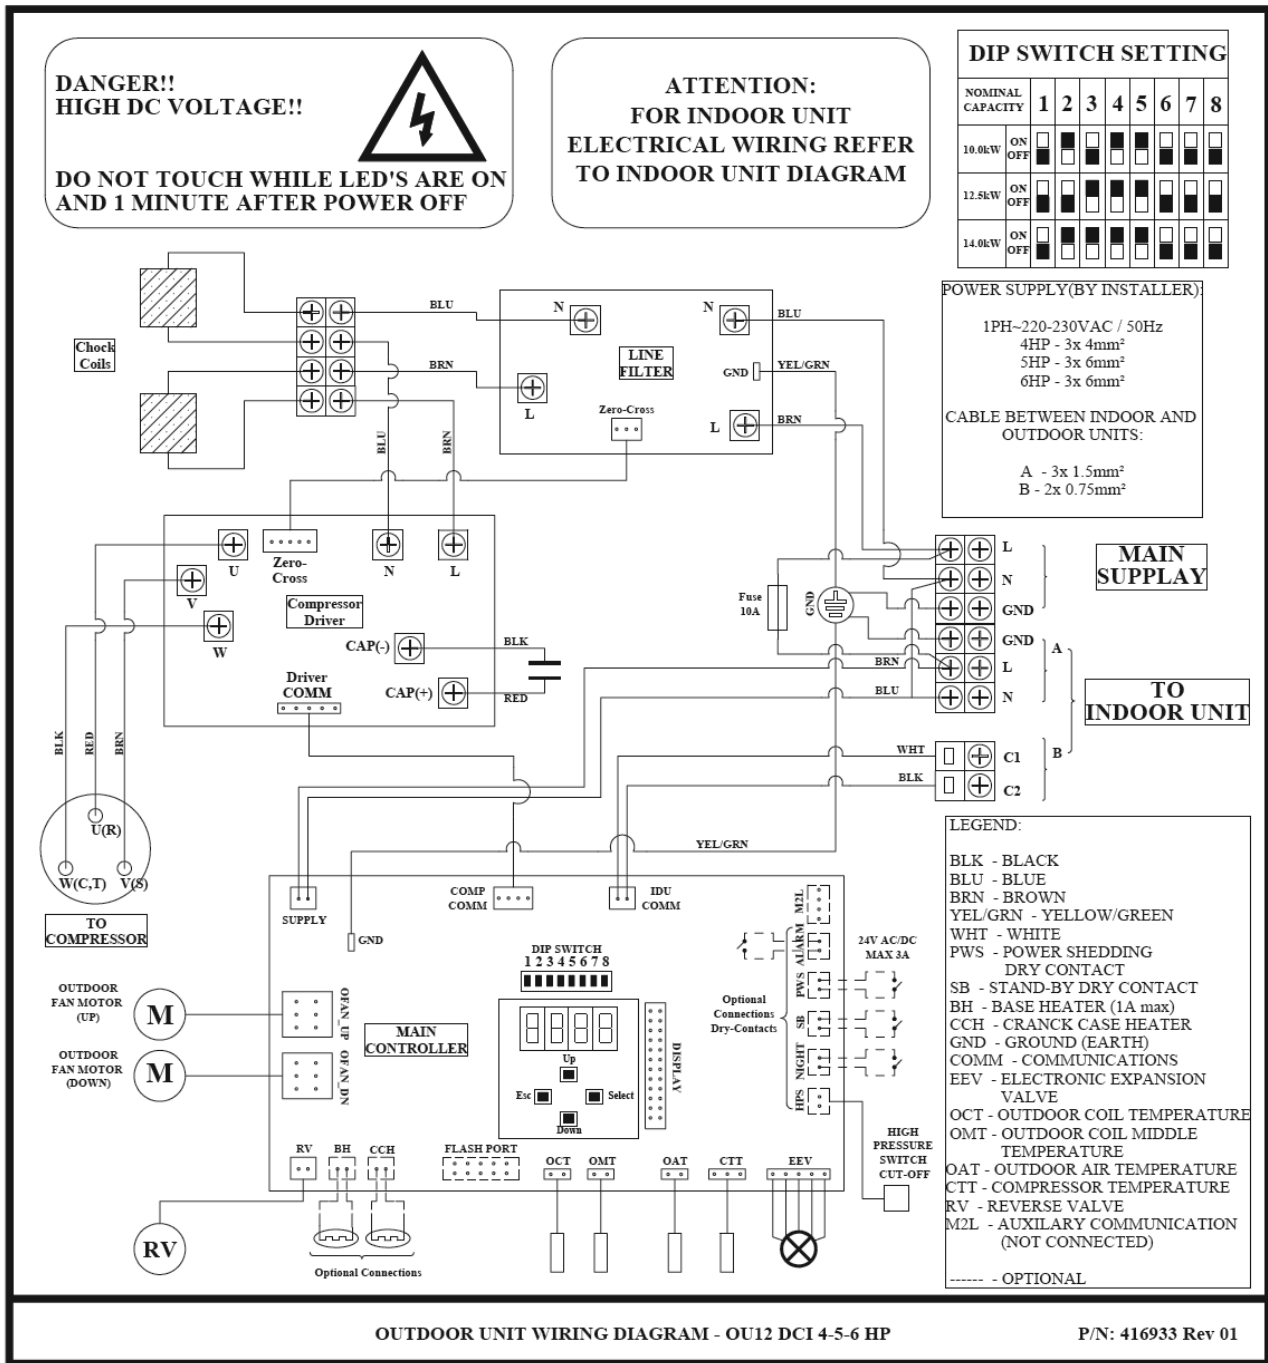 DANGER!!
HIGH DC VOLTAGE!!
DO NOT TOUCH WHILE LED'S ARE ON
AND 1 MINUTE AFTER POWER OFF
ATTENTION:
FOR INDOOR UNIT
ELECTRICAL WIRING REFER
TO INDOOR UNIT DIAGRAM
DIP SWITCH SETTING
NOMINAL
CAPACITY
1 2 3 4 5 6 7 8
10.0kW
ON
OFF
12.5kW
ON
OFF
14.0kW
ON
OFF
POWER SUPPLY(BY INSTALLER):
1PH~220-230VAC / 50Hz
4HP - 3x 4mm²
5HP - 3x 6mm²
6HP - 3x 6mm²
CABLE BETWEEN INDOOR AND
OUTDOOR UNITS:
A - 3x 1.5mm²
B - 2x 0.75mm²
Chock
Coils
BLU
BRN
BLU
BRN
N
N
BLU
LINE
FILTER
GND
YEL/GRN
L
Zero-Cross
L
BRN
U
Zero-
Cross
N
L
V
Compressor
Driver
W
CAP(-)
BLK
CAP(+)
RED
Driver
COMM
Fuse
10A
GND
L
N
GND
MAIN
SUPPLAY
GND
L
N
A
BRN
BLU
TO
INDOOR UNIT
WHT
C1
B
BLK
C2
BLK
RED
BRN
U(R)
W(C,T)
V(S)
TO
COMPRESSOR
YEL/GRN
SUPPLY
COMP
COMM
IDU
COMM
GND
M2L
ALARM
24V AC/DC
MAX 3A
DIP SWITCH
1 2 3 4 5 6 7 8
PWS
Optional
Connections
Dry-Contacts
SB
NIGHT
HPS
OUTDOOR
FAN MOTOR
(UP)
M
OFAN_UP
MAIN
CONTROLLER
OUTDOOR
FAN MOTOR
(DOWN)
M
OFAN_DN
Up
Esc
Select
Down
DISPLAY
HIGH
PRESSURE
SWITCH
CUT-OFF
RV
BH
CCH
FLASH PORT
OCT
OMT
OAT
CTT
EEV
RV
Optional Connections
LEGEND:
BLK - BLACK
BLU - BLUE
BRN - BROWN
YEL/GRN - YELLOW/GREEN
WHT - WHITE
PWS - POWER SHEDDING
DRY CONTACT
SB - STAND-BY DRY CONTACT
BH - BASE HEATER (1A max)
CCH - CRANCK CASE HEATER
GND - GROUND (EARTH)
COMM - COMMUNICATIONS
EEV - ELECTRONIC EXPANSION
VALVE
OCT - OUTDOOR COIL TEMPERATURE
OMT - OUTDOOR COIL MIDDLE
TEMPERATURE
OAT - OUTDOOR AIR TEMPERATURE
CTT - COMPRESSOR TEMPERATURE
RV - REVERSE VALVE
M2L - AUXILARY COMMUNICATION
(NOT CONNECTED)
------ - OPTIONAL
OUTDOOR UNIT WIRING DIAGRAM - OU12 DCI 4-5-6 HP
P/N: 416933 Rev 01